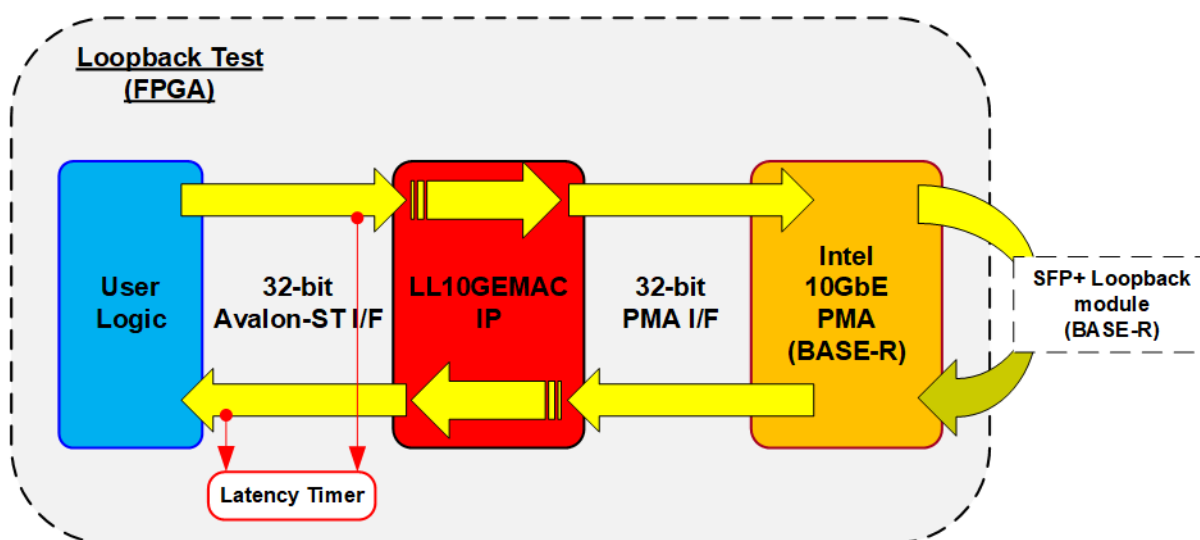 Loopback Test
(FPGA)
User
Logic
32-bit
Avalon-ST I/F
LL10GEMAC
IP
32-bit
PMA I/F
Intel
10GbE
PMA
(BASE-R)
SFP+ Loopback
module
(BASE-R)
Latency Timer